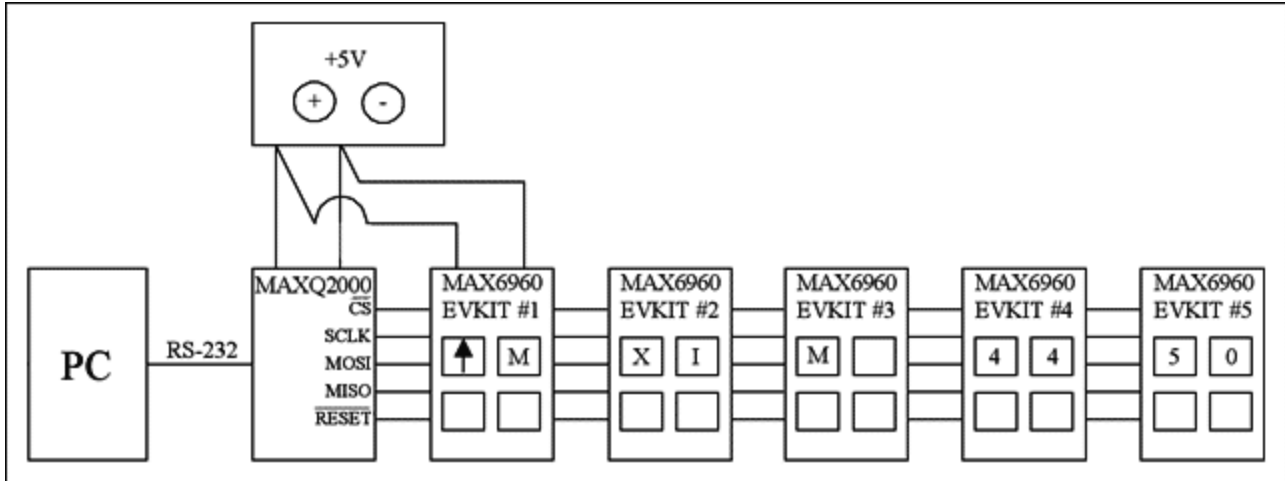 +5V
+ -
PC
RS-232
MAXQ2000
CS
SCLK
MOSI
MISO
RESET
MAX6960
EVKIT #1
M
MAX6960
EVKIT #2
X I
MAX6960
EVKIT #3
M
MAX6960
EVKIT #4
4 4
MAX6960
EVKIT #5
5 0